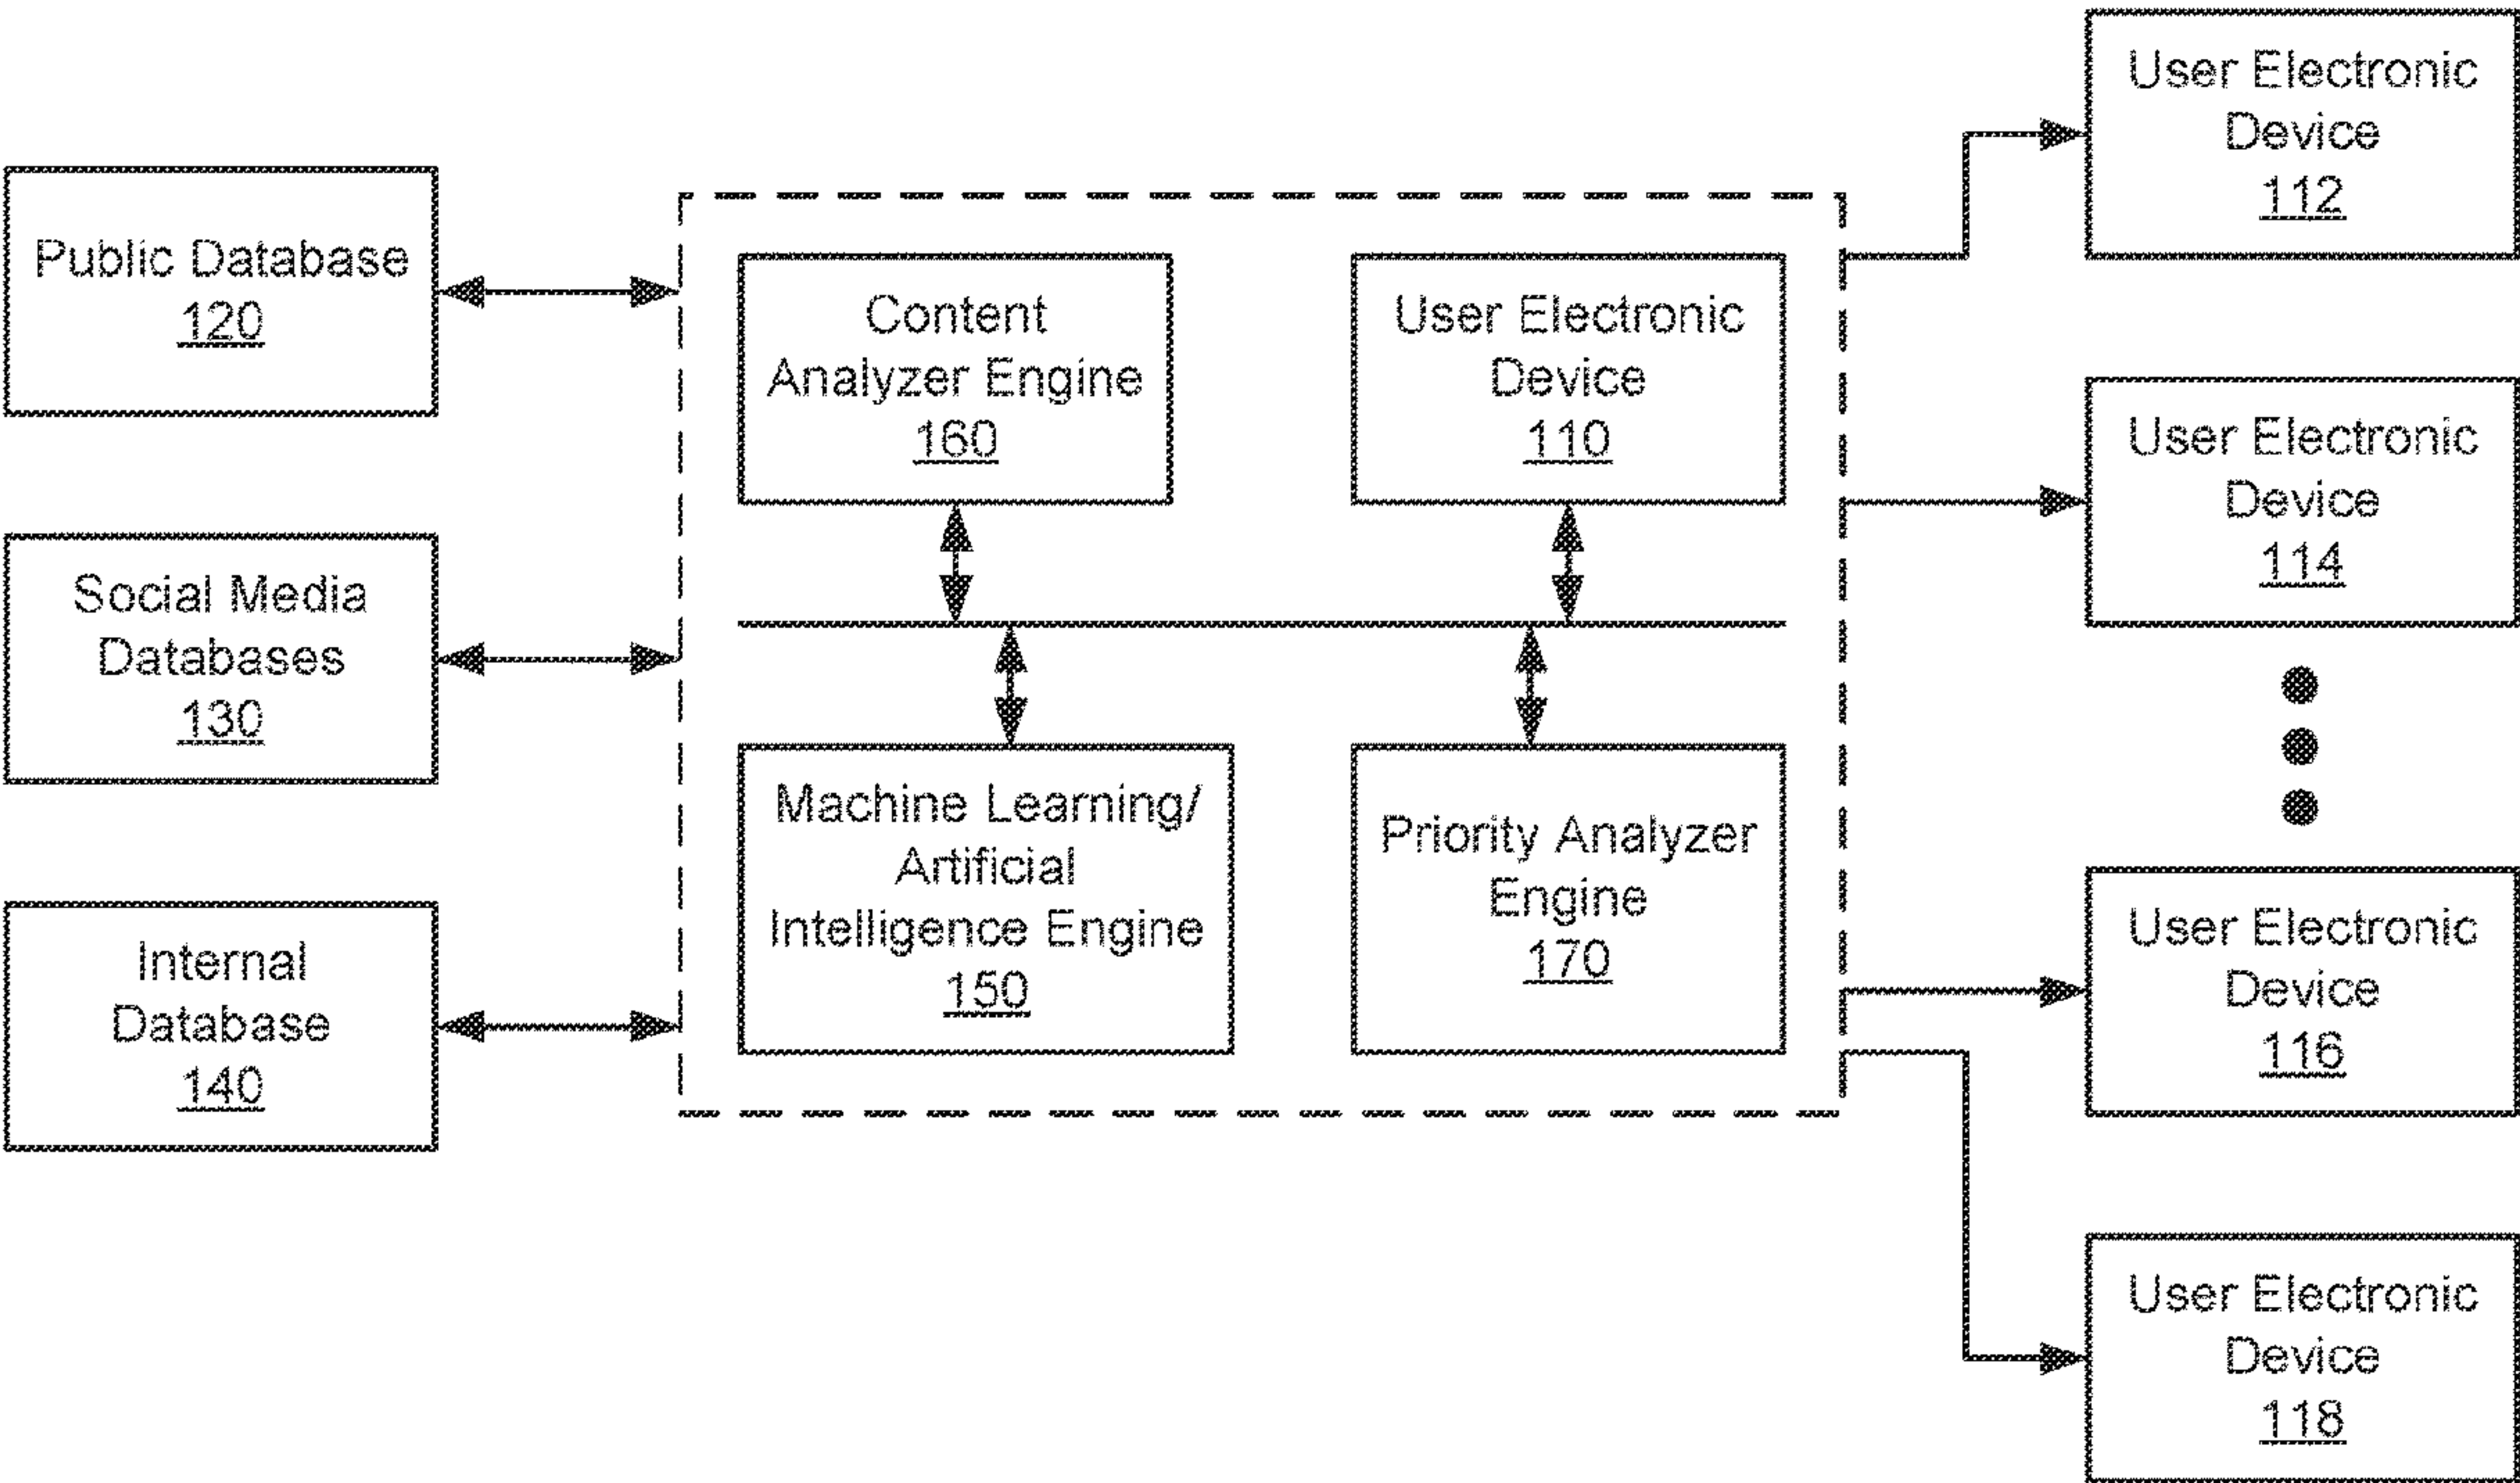 Public Database
120
Social Media
Databases
130
Internal
Database
140
Content
Analyzer Engine
160
User Electronic
Device
110
Machine Learning/
Artificial
Intelligence Engine
150
Priority Analyzer
Engine
170
User Electronic
Device
112
User Electronic
Device
114
User Electronic
Device
116
User Electronic
Device
118